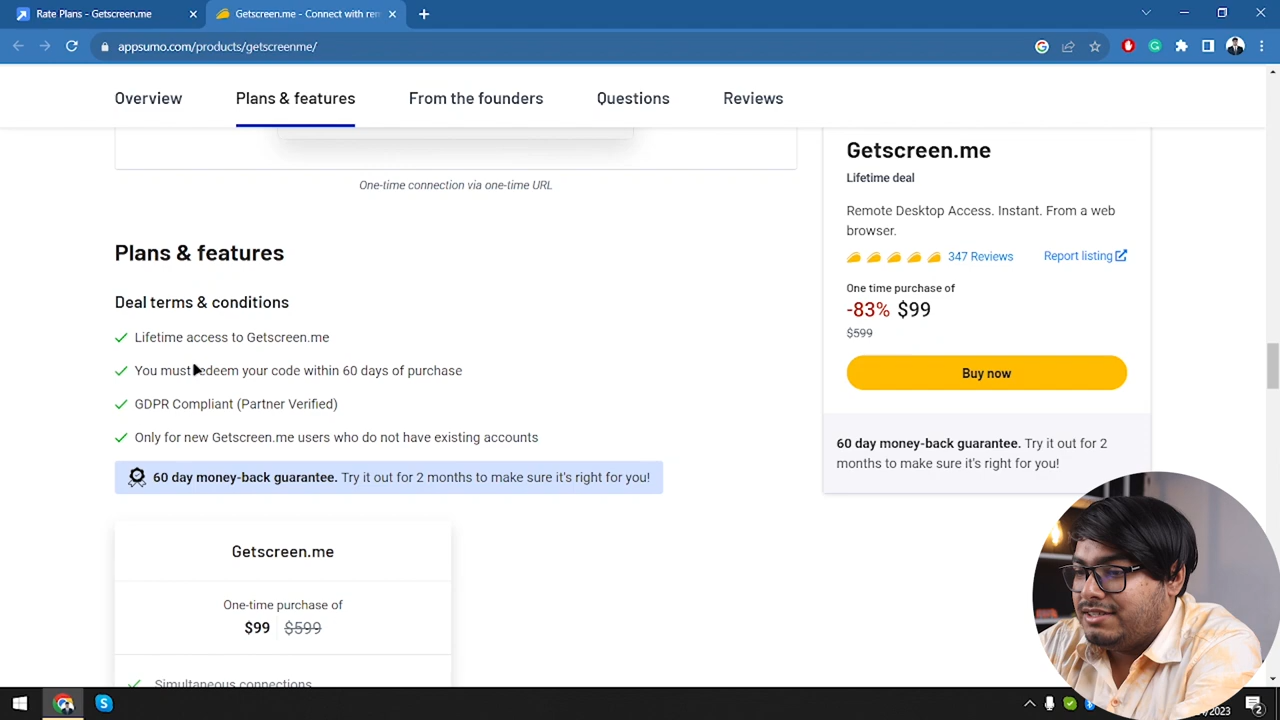 Rate Plans - Getscreen.me
Getscreen.me - Connect with rem
appsumo.com/products/getscreenme/
Overview
Plans & features
From the founders
Questions
Reviews
One-time connection via one-time URL
Plans & features
Deal terms & conditions
Lifetime access to Getscreen.me
You must redeem your code within 60 days of purchase
GDPR Compliant (Partner Verified)
Only for new Getscreen.me users who do not have existing accounts
60 day money-back guarantee. Try it out for 2 months to make sure it's right for you!
Getscreen.me
One-time purchase of
$99 $599
Simultaneous connections
Getscreen.me
Lifetime deal
Remote Desktop Access. Instant. From a web
browser.
347 Reviews
Report listing
One time purchase of
-83% $99
$599
Buy now
60 day money-back guarantee. Try it out for 2
months to make sure it's right for you!
2